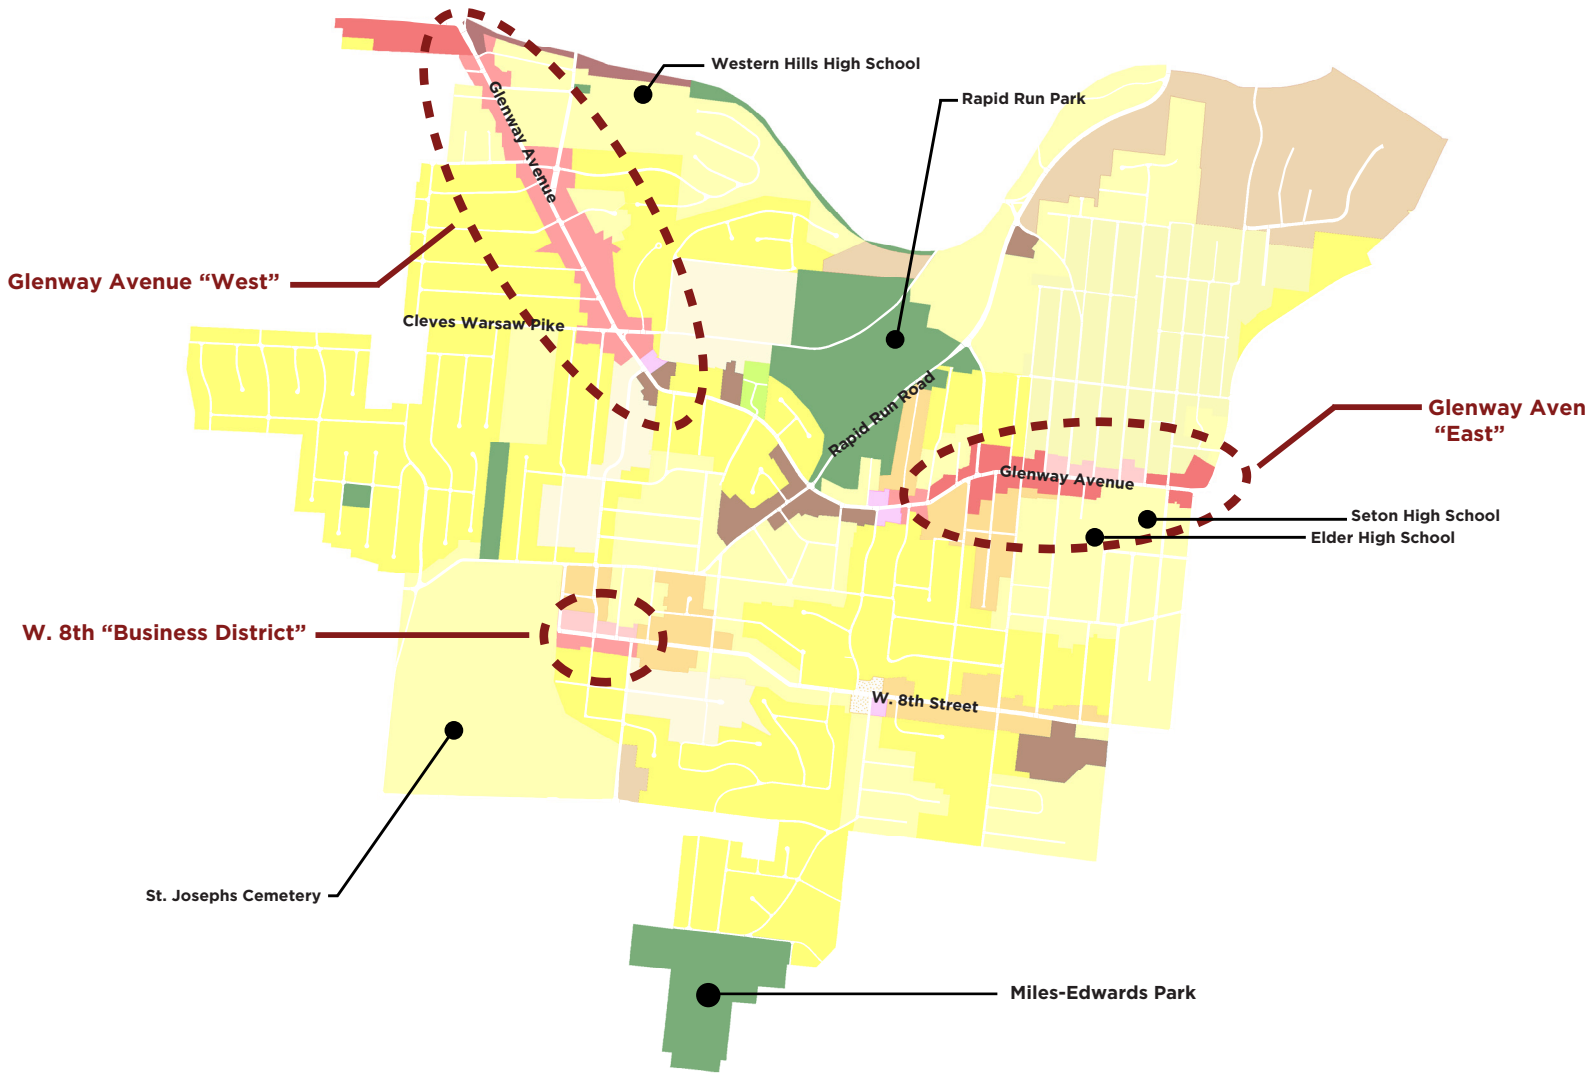 Western Hills High School
Rapid Run Park
Glenway Avenue
Glenway Avenue “West”
Cleves Warsaw Pike
Rapid Run Road
Glenway Aven
“East”
Glenway Avenue
Seton High School
Elder High School
W. 8th “Business District”
W. 8th Street
St. Josephs Cemetery
Miles-Edwards Park